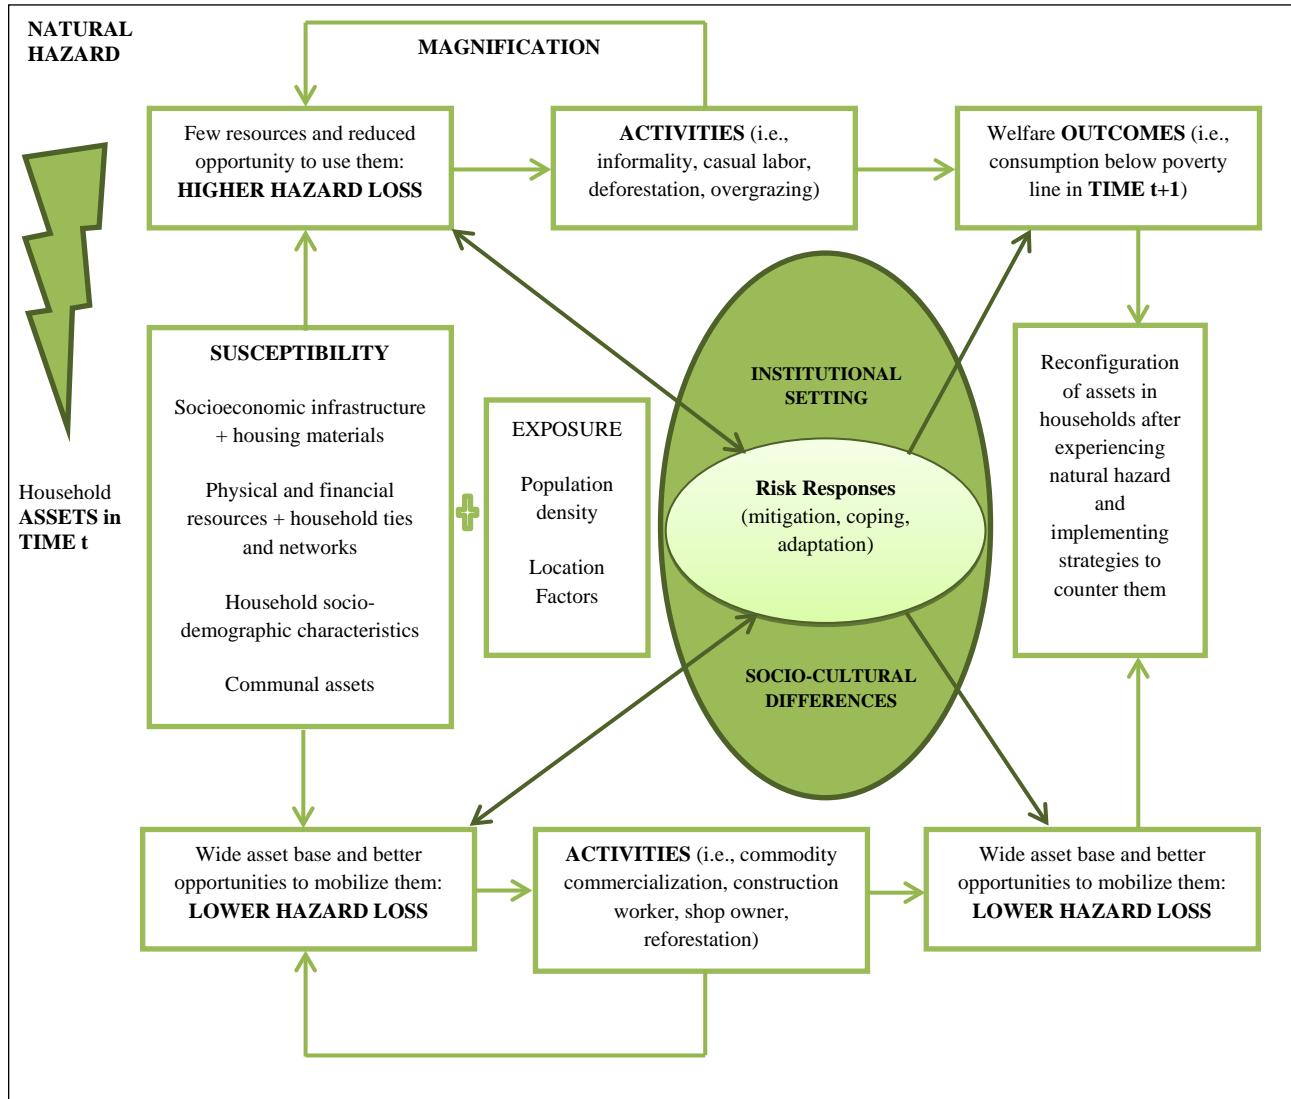 NATURAL
HAZARD
MAGNIFICATION
Few resources and reduced
opportunity to use them:
HIGHER HAZARD LOSS
ACTIVITIES (i.e.,
informality, casual labor,
deforestation, overgrazing)
Welfare OUTCOMES (i.e.,
consumption below poverty
line in TIME t+1)
SUSCEPTIBILITY
Socioeconomic infrastructure
+ housing materials
Physical and financial
resources + household ties
and networks
Household socio-
demographic characteristics
Communal assets
EXPOSURE
Population
density
Location
Factors
INSTITUTIONAL
SETTING
Risk Responses
(mitigation, coping,
adaptation)
SOCIO-CULTURAL
DIFFERENCES
Reconfiguration
of assets in
households after
experiencing
natural hazard
and
implementing
strategies to
counter them
Household
ASSETS in
TIME t
Wide asset base and better
opportunities to mobilize them:
LOWER HAZARD LOSS
ACTIVITIES (i.e., commodity
commercialization, construction
worker, shop owner,
reforestation)
Wide asset base and better
opportunities to mobilize them:
LOWER HAZARD LOSS